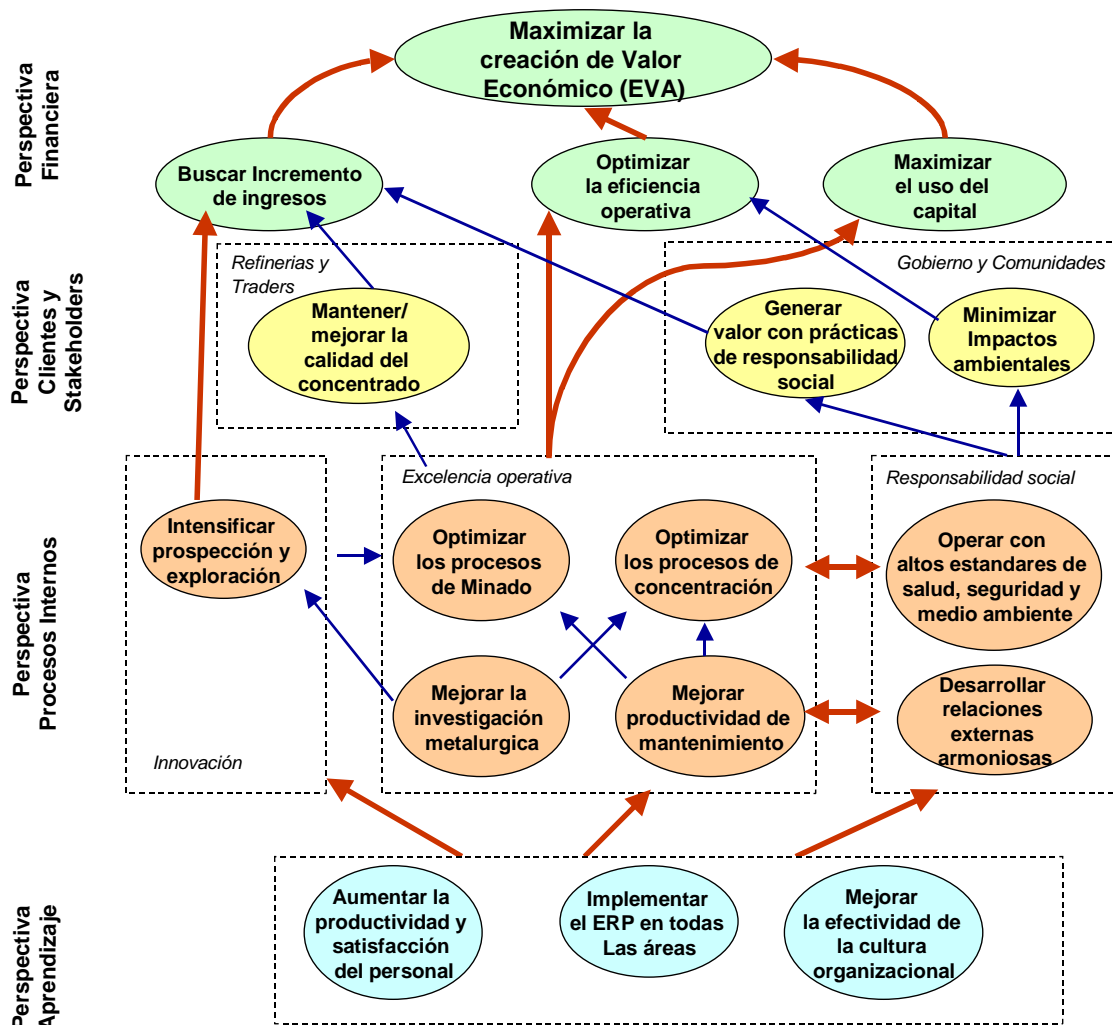 Maximizar la
creación de Valor
Económico (EVA)
Perspectiva
Financiera
Buscar Incremento
de ingresos
Optimizar
la eficiencia
operativa
Maximizar
el uso del
capital
Perspectiva
Clientes y
Stakeholders
Refinerias y
Traders
Mantener/
mejorar la
calidad del
concentrado
Gobierno y Comunidades
Generar
valor con prácticas
de responsabilidad
social
Minimizar
Impactos
ambientales
Perspectiva
Procesos Internos
Intensificar
prospección y
exploración
Innovación
Excelencia operativa
Optimizar
los procesos
de Minado
Optimizar
los procesos de
concentración
Mejorar la
investigación
metalurgica
Mejorar
productividad de
mantenimiento
Responsabilidad social
Operar con
altos estandares de
salud, seguridad y
medio ambiente
Desarrollar
relaciones
externas
armoniosas
Perspectiva
Aprendizaje
Aumentar la
productividad y
satisfacción
del personal
Implementar
el ERP en todas
Las áreas
Mejorar
la efectividad de
la cultura
organizacional